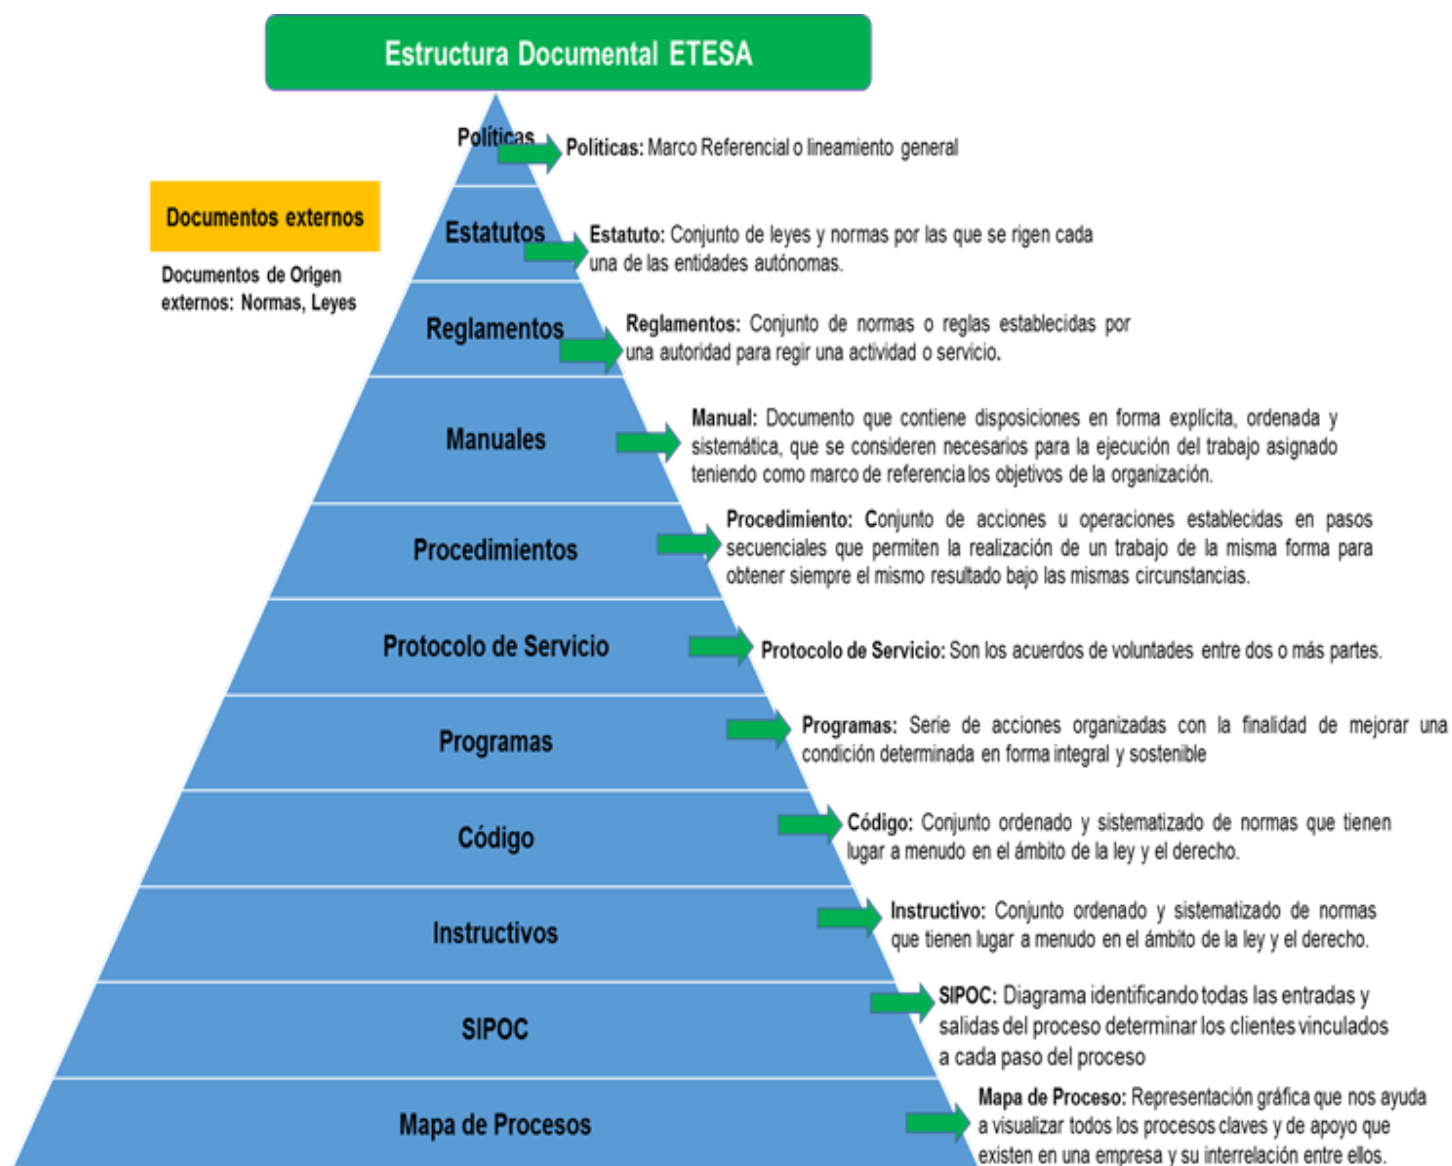 Estructura Documental ETESA
Políticas
Políticas: Marco Referencial o lineamiento general
Documentos externos
Documentos de Origen
externos: Normas, Leyes
Estatutos
Estatuto: Conjunto de leyes y normas por las que se rigen cada
una de las entidades autónomas.
Reglamentos
Reglamentos: Conjunto de normas o reglas establecidas por
una autoridad para regir una actividad o servicio.
Manuales
Manual: Documento que contiene disposiciones en forma explícita, ordenada y
sistemática, que se consideren necesarios para la ejecución del trabajo asignado
teniendo como marco de referencia los objetivos de la organización.
Procedimientos
Procedimiento: Conjunto de acciones u operaciones establecidas en pasos
secuenciales que permiten la realización de un trabajo de la misma forma para
obtener siempre el mismo resultado bajo las mismas circunstancias.
Protocolo de Servicio
Protocolo de Servicio: Son los acuerdos de voluntades entre dos o más partes.
Programas
Programas: Serie de acciones organizadas con la finalidad de mejorar una
condición determinada en forma integral y sostenible
Código
Código: Conjunto ordenado y sistematizado de normas que tienen
lugar a menudo en el ámbito de la ley y el derecho.
Instructivos
Instructivo: Conjunto ordenado y sistematizado de normas
que tienen lugar a menudo en el ámbito de la ley y el derecho.
SIPOC
SIPOC: Diagrama identificando todas las entradas y
salidas del proceso determinar los clientes vinculados
a cada paso del proceso
Mapa de Procesos
Mapa de Proceso: Representación gráfica que nos ayuda
a visualizar todos los procesos claves y de apoyo que
existen en una empresa y su interrelación entre ellos.